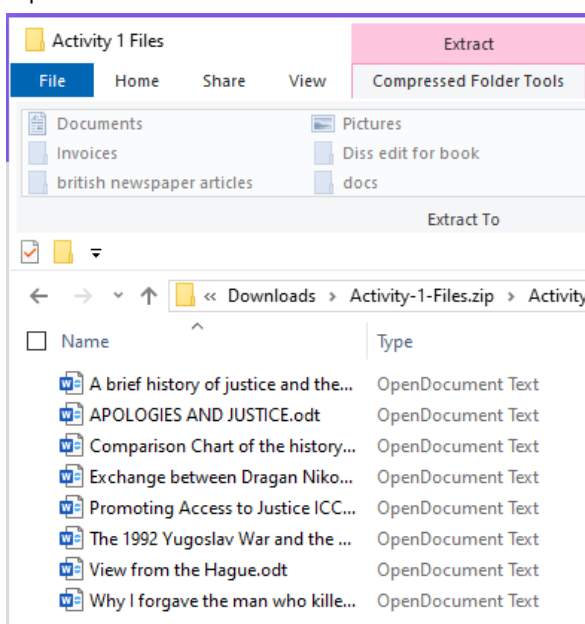 Activity 1 Files Extract
File Home Share View Compressed Folder Tools
Documents Pictures
Invoices Diss edit for book
british newspaper articles docs
Extract To
« Downloads > Activity-1-Files.zip > Activity
Name Type
A brief history of justice and the... OpenDocument Text
APOLOGIES AND JUSTICE.odt OpenDocument Text
Comparison Chart of the history... OpenDocument Text
Exchange between Dragan Niko... OpenDocument Text
Promoting Access to Justice ICC... OpenDocument Text
The 1992 Yugoslav War and the ... OpenDocument Text
View from the Hague.odt OpenDocument Text
Why I forgave the man who kille... OpenDocument Text